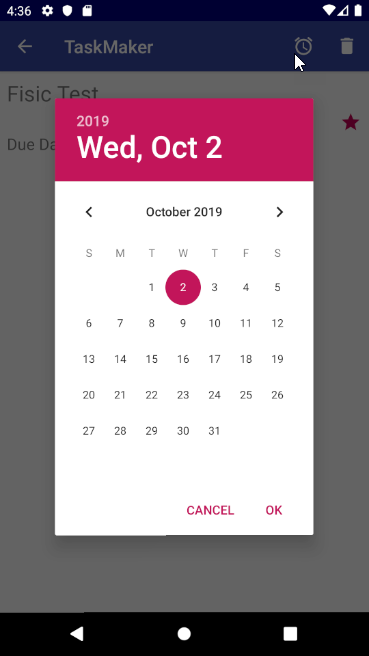 4:36
TaskMaker
Fisic Test
Due Da
2019
Wed, Oct 2
October 2019
S M T W T F S
1 2 3 4 5
6 7 8 9 10 11 12
13 14 15 16 17 18 19
20 21 22 23 24 25 26
27 28 29 30 31
CANCEL OK